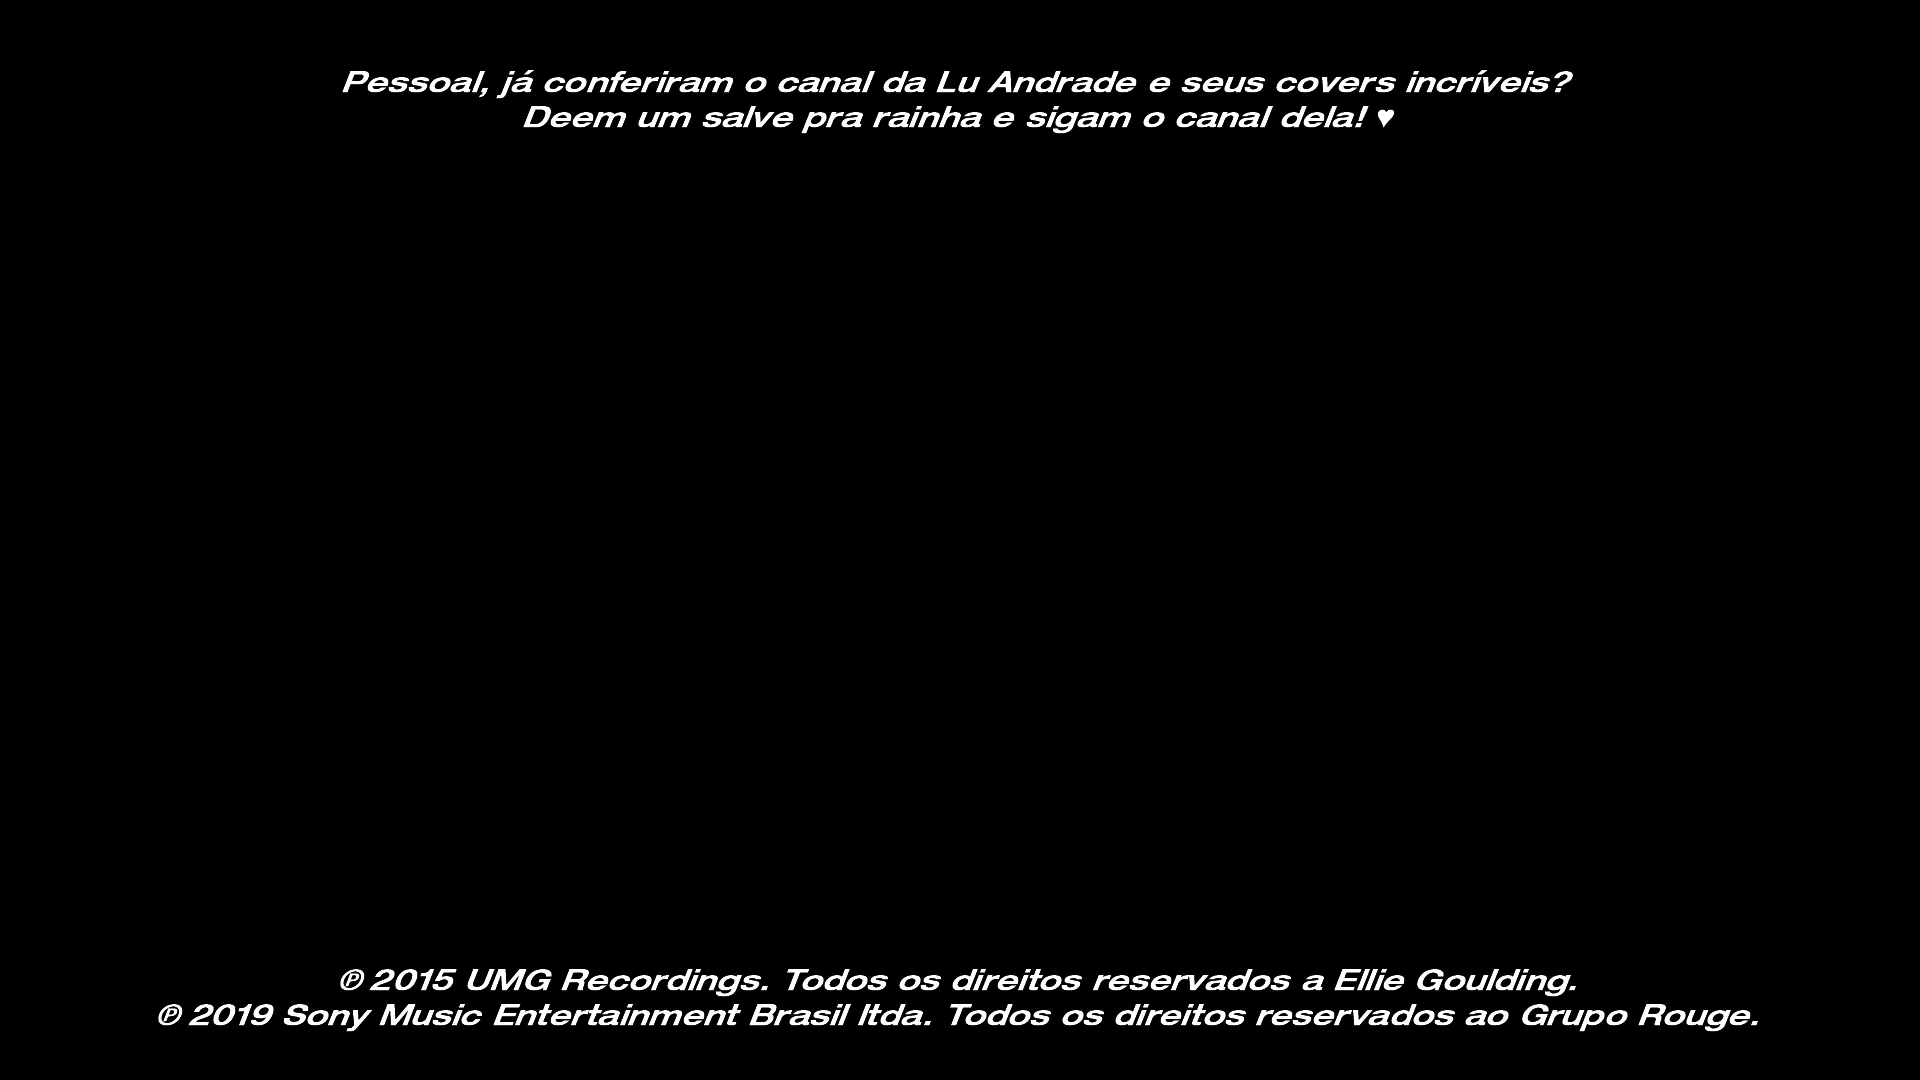 Pessoal, já conferiram o canal da Lu Andrade e seus covers incríveis?
Deem um salve pra rainha e sigam o canal dela! ♥
℗ 2015 UMG Recordings. Todos os direitos reservados a Ellie Goulding.
℗ 2019 Sony Music Entertainment Brasil ltda. Todos os direitos reservados ao Grupo Rouge.